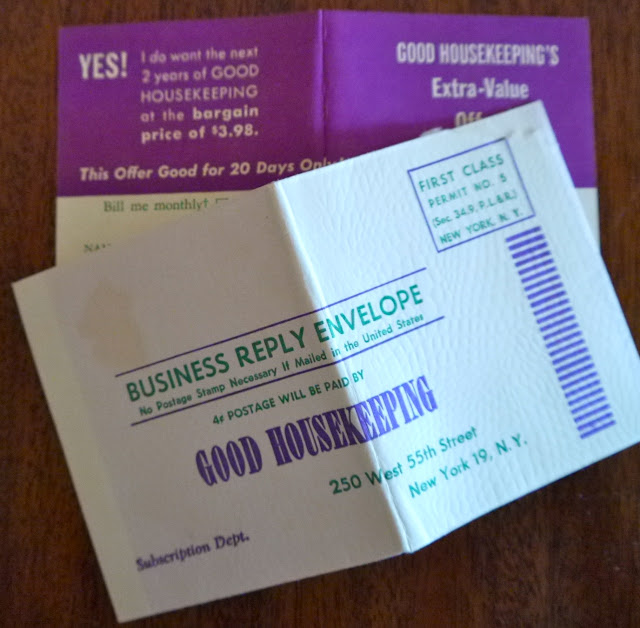 YES! I do want the next
2 years of GOOD
HOUSEKEEPING
at the bargain
price of $3.98.
GOOD HOUSEKEEPING'S
Extra-Value
This Offer Good for 20 Days Only
Bill me monthly†
FIRST CLASS
PERMIT NO. 5
(Sec. 34.9, P.L.&R.)
NEW YORK, N. Y.
BUSINESS REPLY ENVELOPE
No Postage Stamp Necessary If Mailed in the United States
4¢ POSTAGE WILL BE PAID BY
GOOD HOUSEKEEPING
250 West 55th Street
New York 19, N. Y.
Subscription Dept.